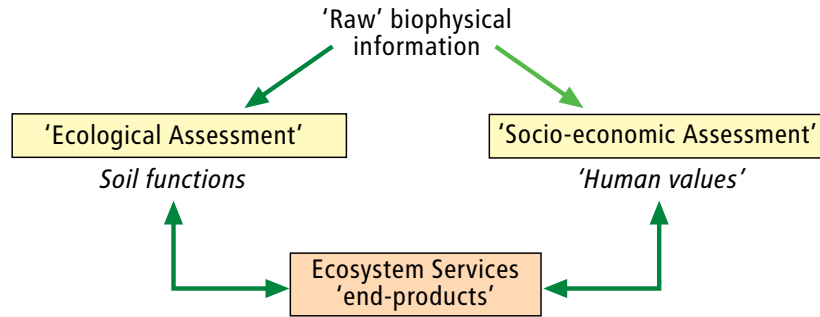 ‘Raw’ biophysical
information
‘Ecological Assessment’
‘Socio-economic Assessment’
Soil functions
‘Human values’
Ecosystem Services
‘end-products’